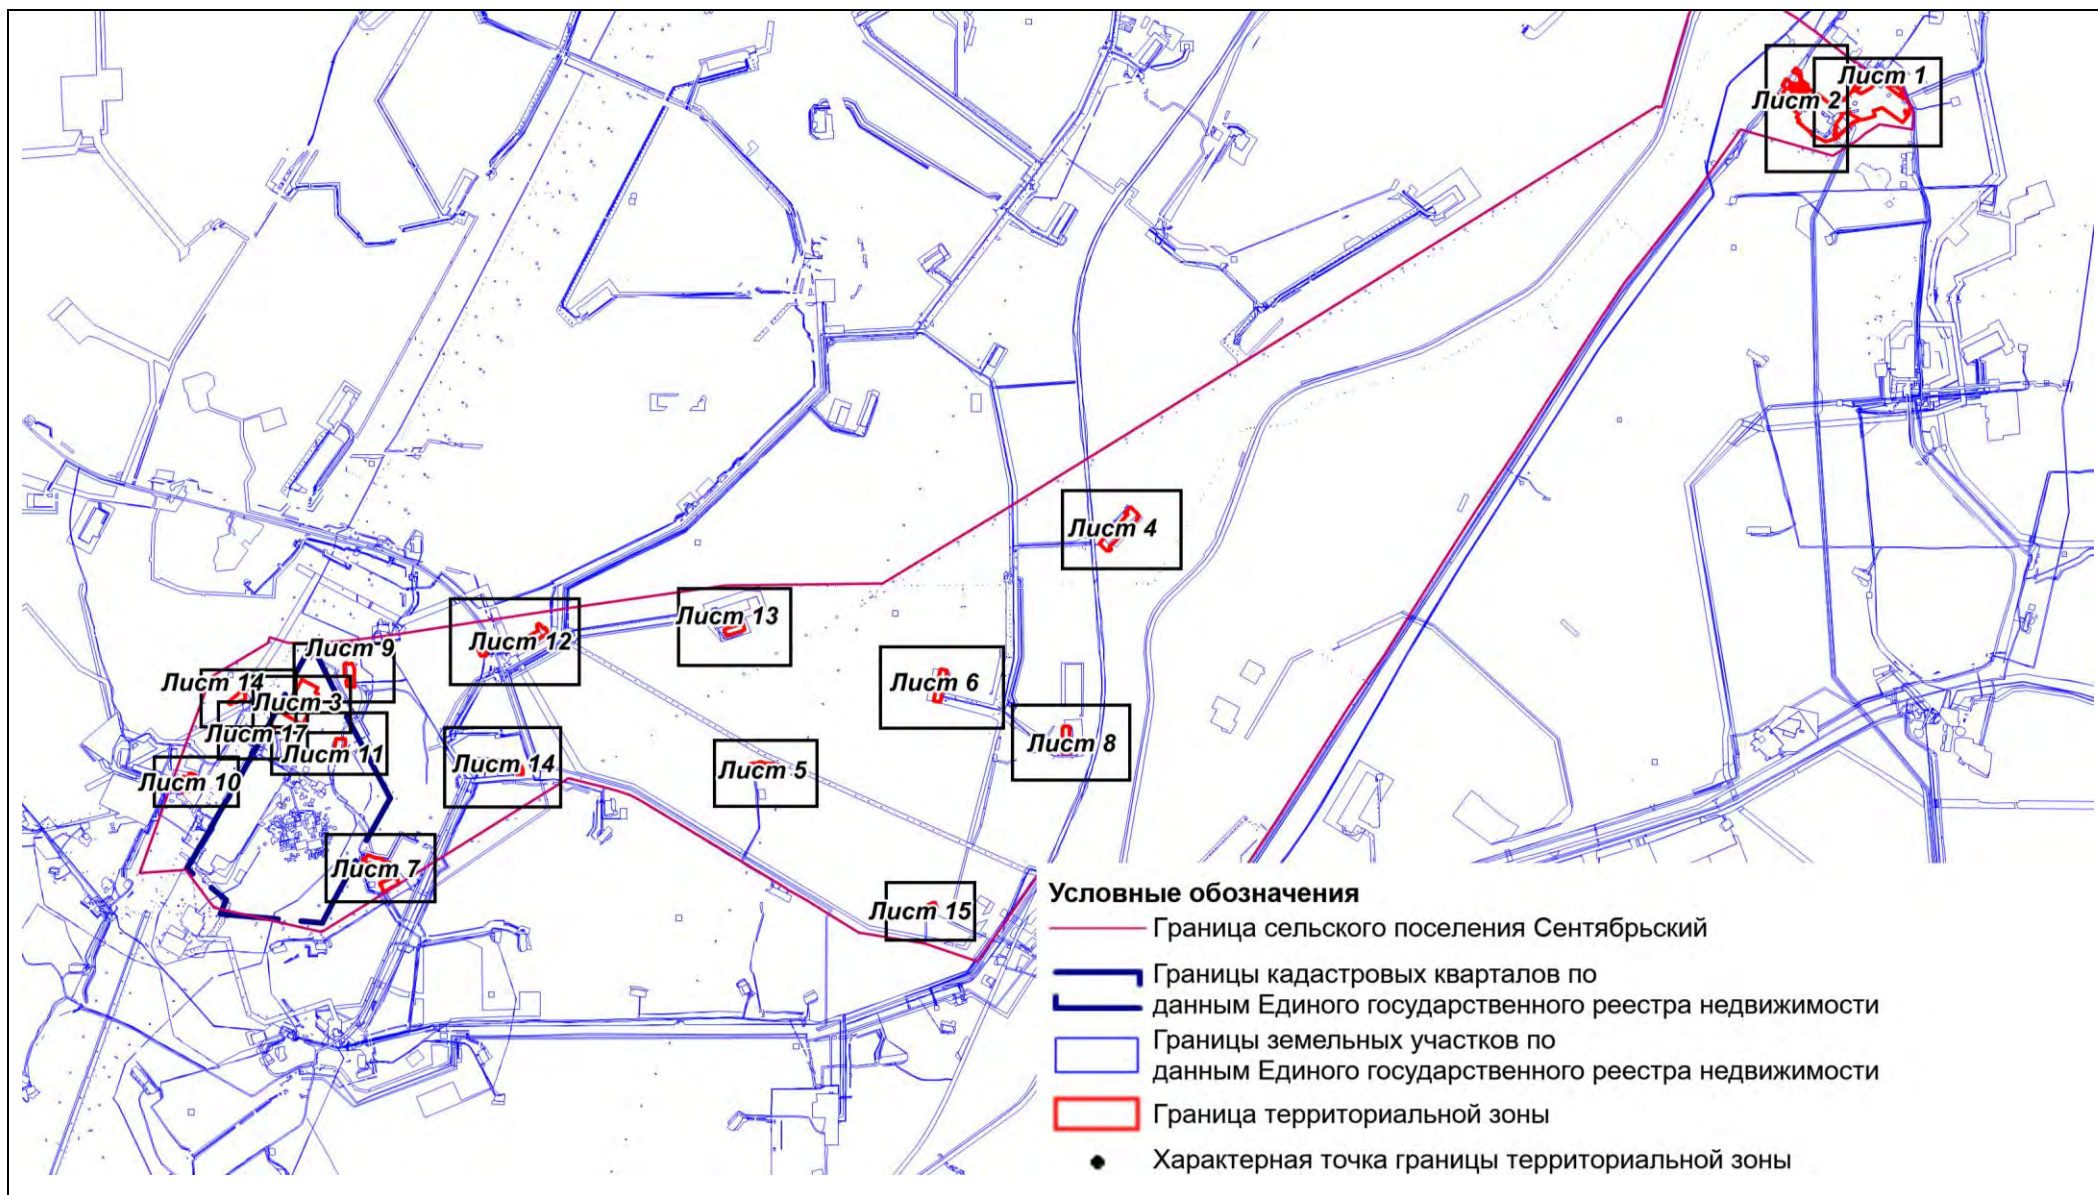 Лист 1
Лист 2
Лист 4
Лист 13
Лист 12
Лист 9
Лист 14
Лист 3
Лист 6
Лист 17
Лист 11
Лист 8
Лист 14
Лист 5
Лист 10
Лист 7
Лист 15
Условные обозначения
Граница сельского поселения Сентябрьский
Границы кадастровых кварталов по
данным Единого государственного реестра недвижимости
Границы земельных участков по
данным Единого государственного реестра недвижимости
Граница территориальной зоны
Характерная точка границы территориальной зоны